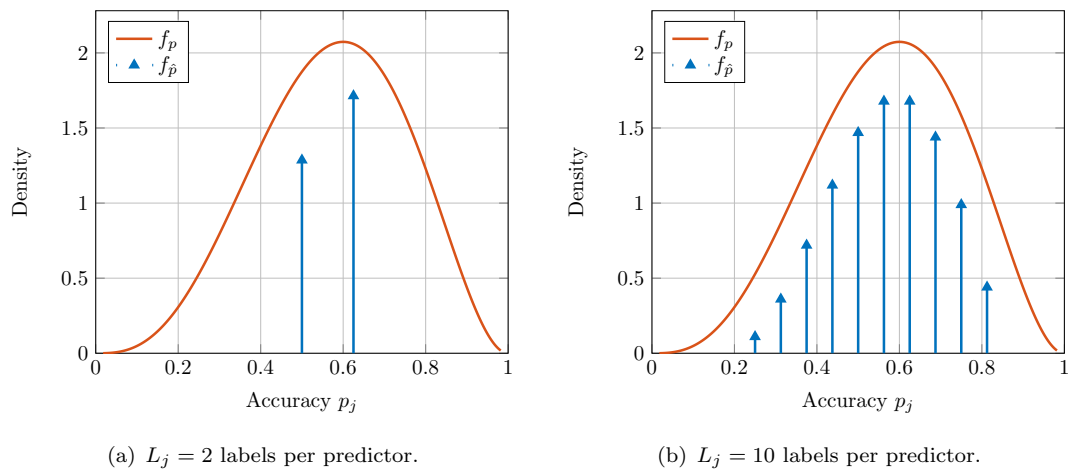 f_p
f_p̂
2
1.5
1
0.5
0
Density
0
0.2
0.4
0.6
0.8
1
Accuracy p_j
(a) L_j = 2 labels per predictor.
f_p
f_p̂
2
1.5
1
0.5
0
Density
0
0.2
0.4
0.6
0.8
1
Accuracy p_j
(b) L_j = 10 labels per predictor.